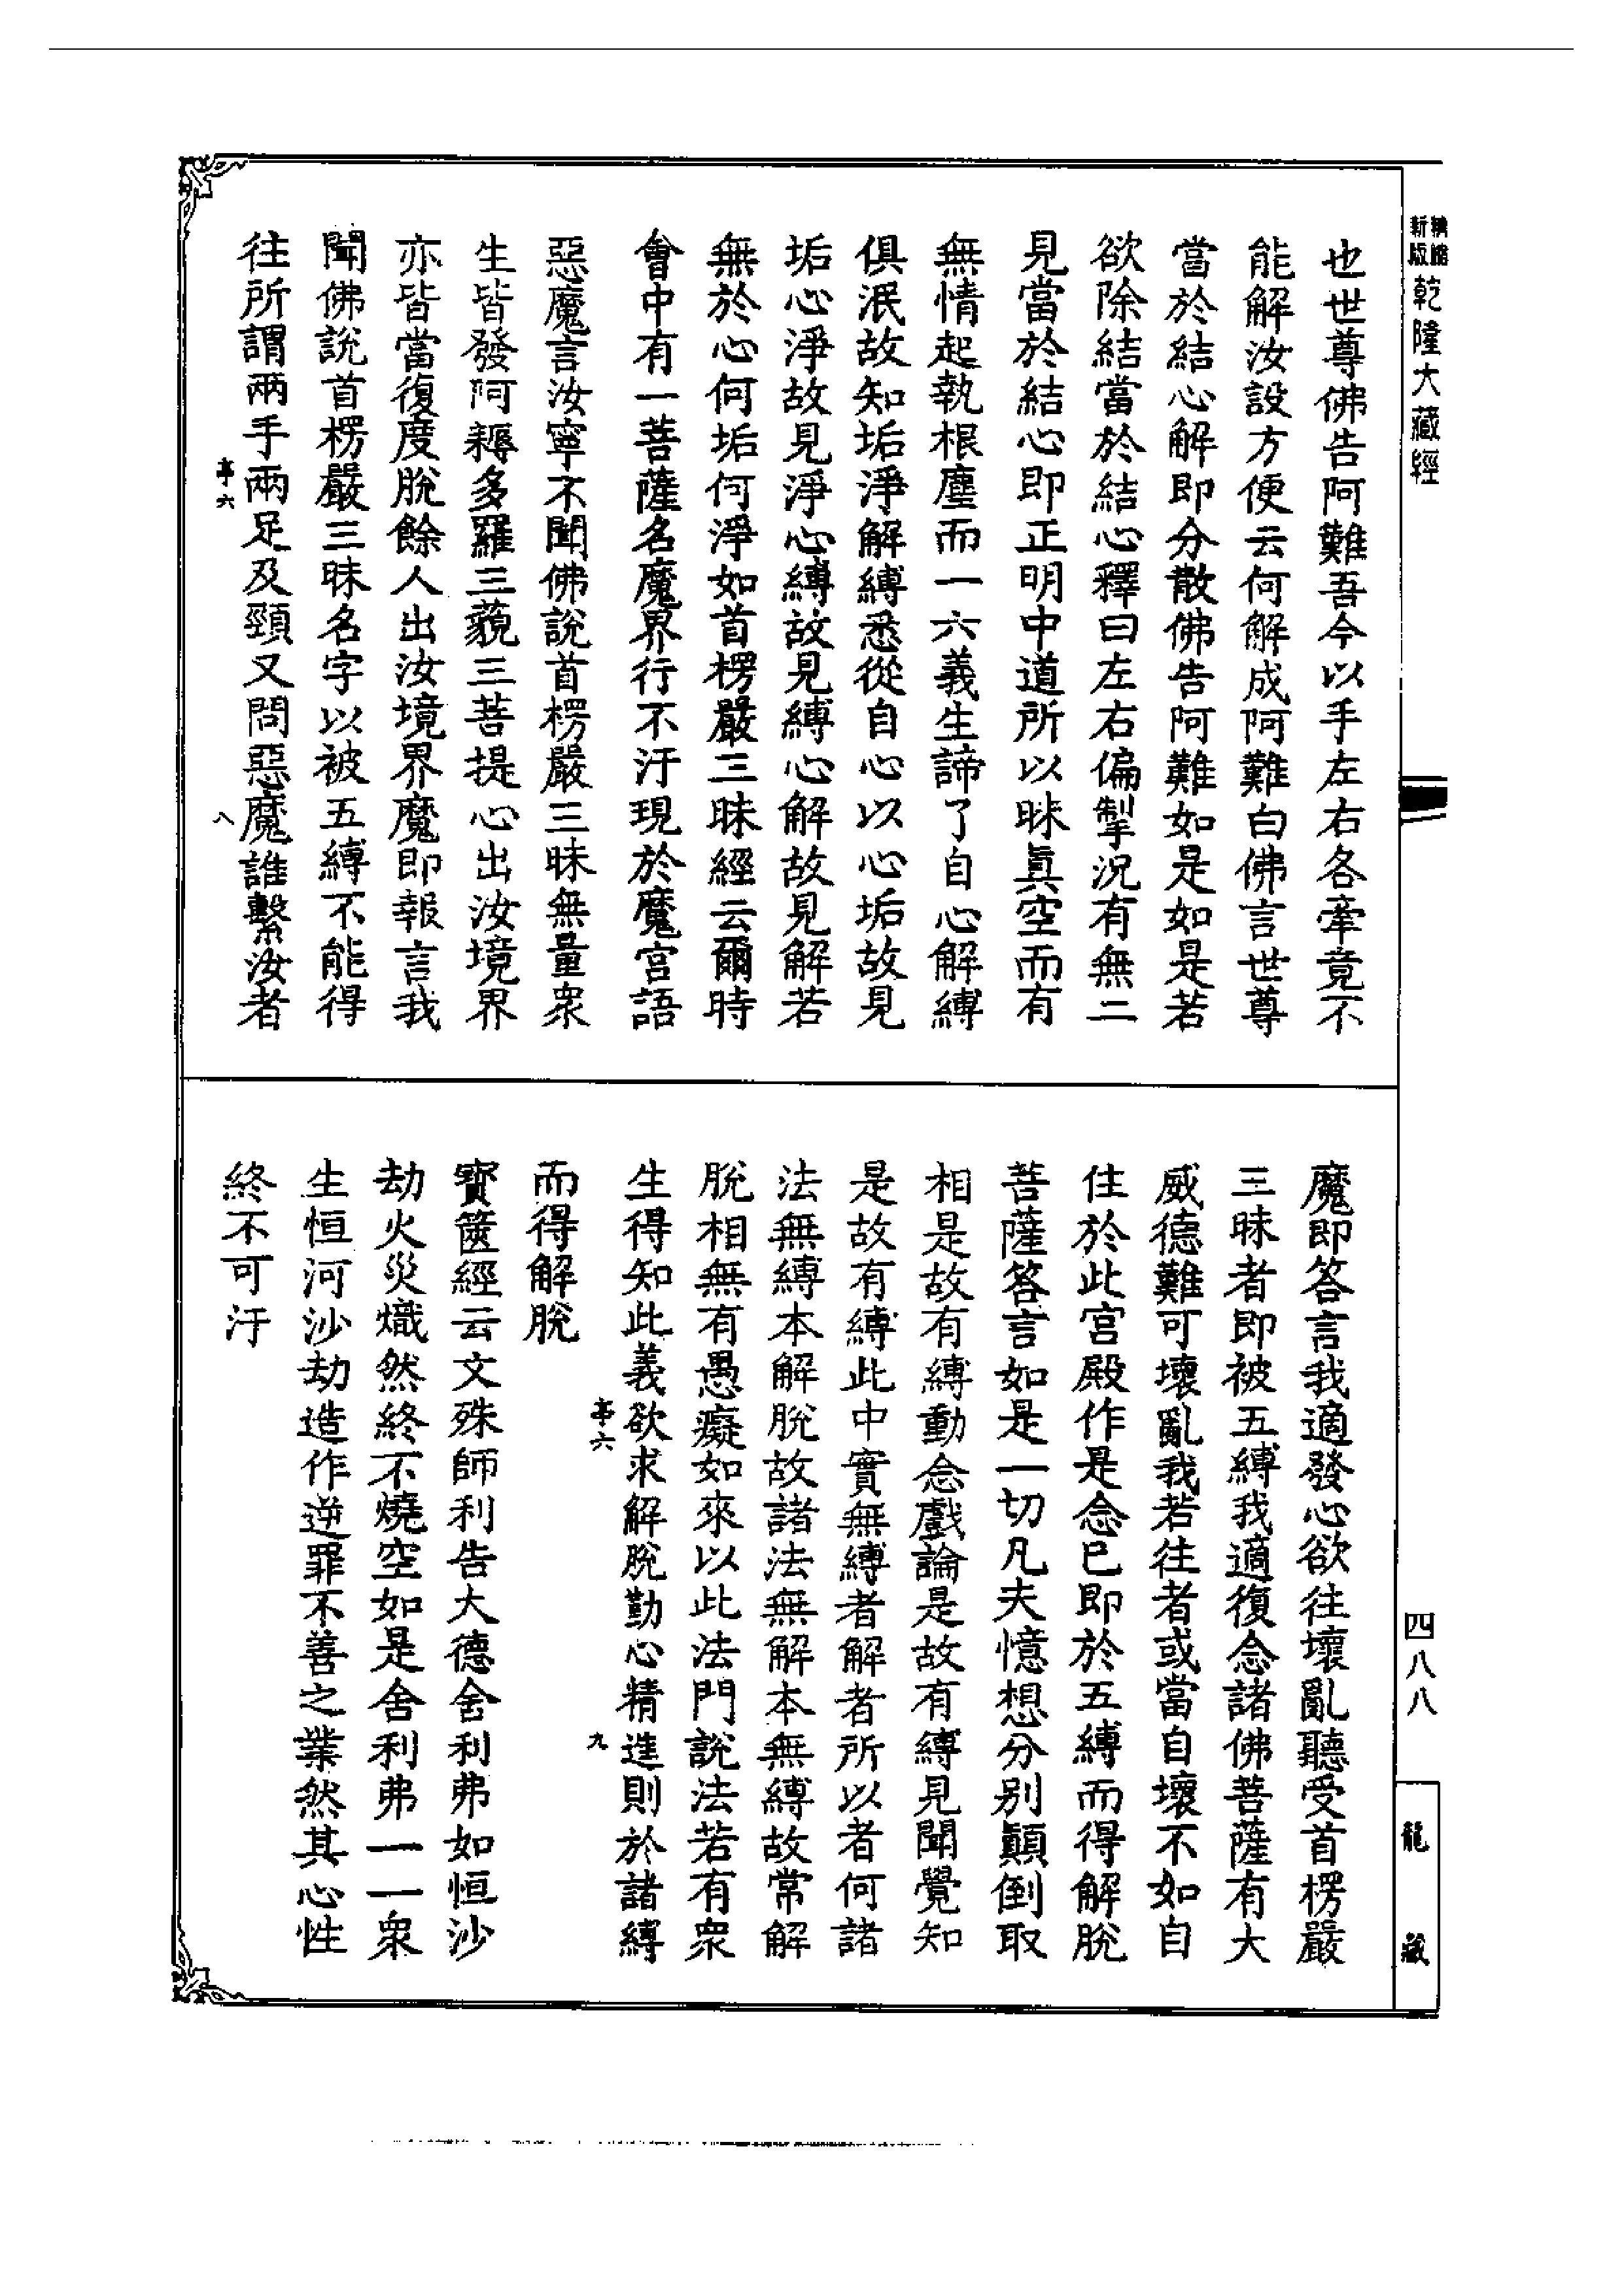 新版精縮乾隆大藏經
也世尊佛告阿難吾今以手左右各牽竟不
能解汝設方便云何解成阿難白佛言世尊
當於結心解即分散佛告阿難如是如是若
欲除結當於結心釋曰左右偏掣況有無二
見當於結心即正明中道所以昧真空而有
無情起執根塵而一六義生諦了自心解縛
俱泯故知垢淨解縛悉從自心以心垢故見
垢心淨故見淨心縛故見縛心解故見解若
無於心何垢何淨如首楞嚴三昧經云爾時
會中有一菩薩名魔界行不汙現於魔宮語
惡魔言汝寧不聞佛說首楞嚴三昧無量眾
生皆發阿耨多羅三藐三菩提心出汝境界
亦皆當復度脫餘人出汝境界魔即報言我
聞佛說首楞嚴三昧名字以被五縛不能得
往所謂兩手兩足及頸又問惡魔誰繫汝者
亭六 八
魔即答言我適發心欲往壞亂聽受首楞嚴
三昧者即被五縛我適復念諸佛菩薩有大
威德難可壞亂我若往者或當自壞不如自
住於此宮殿作是念已即於五縛而得解脫
菩薩答言如是一切凡夫憶想分別顛倒取
相是故有縛動念戲論是故有縛見聞覺知
是故有縛此中實無縛者解者所以者何諸
法無縛本解脫故諸法無解本無縛故常解
脫相無有愚癡如來以此法門說法若有眾
生得知此義欲求解脫勤心精進則於諸縛
亭六 九
而得解脫
寶篋經云文殊師利告大德舍利弗如恒沙
劫火災熾然終不燒空如是舍利弗一一眾
生恒河沙劫造作逆罪不善之業然其心性
終不可汙
四八八
龍藏